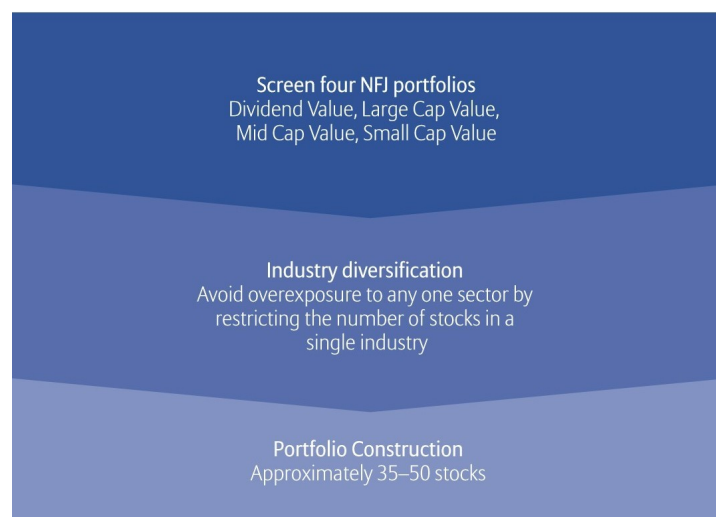 Screen four NFJ portfolios
Dividend Value, Large Cap Value,
Mid Cap Value, Small Cap Value
Industry diversification
Avoid overexposure to any one sector by
restricting the number of stocks in a
single industry
Portfolio Construction
Approximately 35–50 stocks